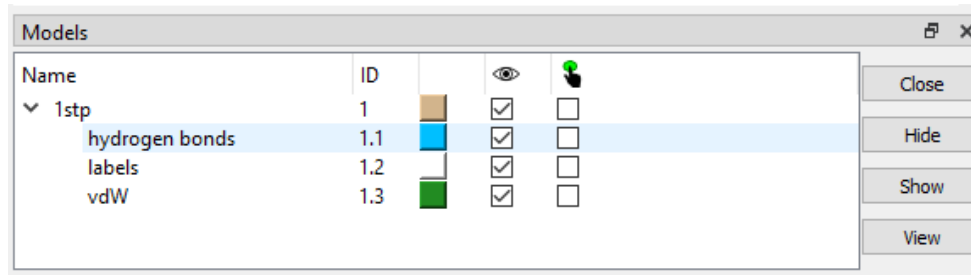 Models
Name ID
1stp 1
hydrogen bonds 1.1
labels 1.2
vdW 1.3
Close
Hide
Show
View